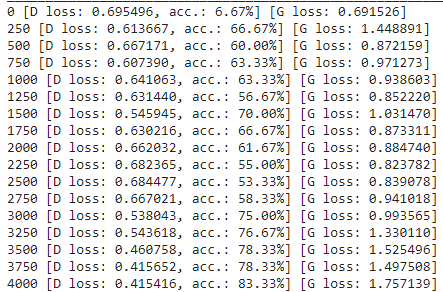 0 [D loss: 0.695496, acc.: 6.67%] [G loss: 0.691526]
250 [D loss: 0.613667, acc.: 66.67%] [G loss: 1.448891]
500 [D loss: 0.667171, acc.: 60.00%] [G loss: 0.872159]
750 [D loss: 0.607390, acc.: 63.33%] [G loss: 0.971273]
1000 [D loss: 0.641063, acc.: 63.33%] [G loss: 0.938603]
1250 [D loss: 0.631440, acc.: 56.67%] [G loss: 0.852220]
1500 [D loss: 0.545945, acc.: 70.00%] [G loss: 1.031470]
1750 [D loss: 0.630216, acc.: 66.67%] [G loss: 0.873311]
2000 [D loss: 0.662032, acc.: 61.67%] [G loss: 0.884740]
2250 [D loss: 0.682365, acc.: 55.00%] [G loss: 0.823782]
2500 [D loss: 0.684477, acc.: 53.33%] [G loss: 0.839078]
2750 [D loss: 0.667021, acc.: 58.33%] [G loss: 0.941018]
3000 [D loss: 0.538043, acc.: 75.00%] [G loss: 0.993565]
3250 [D loss: 0.543618, acc.: 76.67%] [G loss: 1.330110]
3500 [D loss: 0.460758, acc.: 78.33%] [G loss: 1.525496]
3750 [D loss: 0.415652, acc.: 78.33%] [G loss: 1.497508]
4000 [D loss: 0.415416, acc.: 83.33%] [G loss: 1.757139]